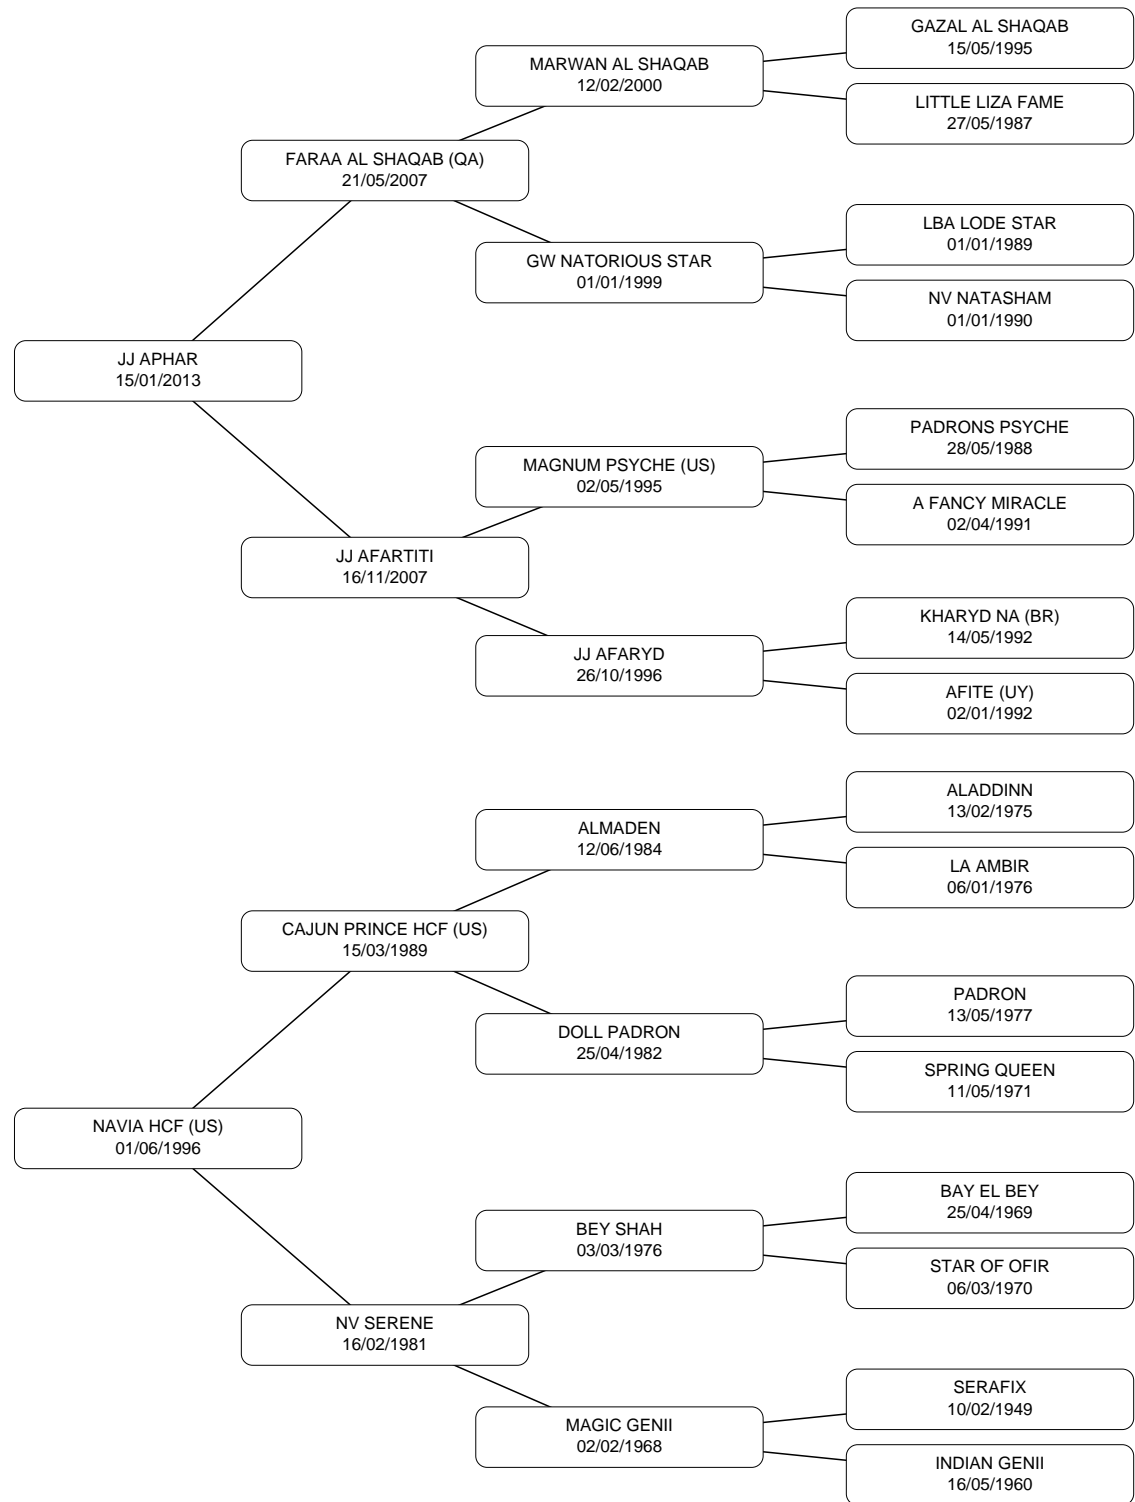 GAZAL AL SHAQAB
15/05/1995
MARWAN AL SHAQAB
12/02/2000
LITTLE LIZA FAME
27/05/1987
FARAA AL SHAQAB (QA)
21/05/2007
LBA LODE STAR
01/01/1989
GW NATORIOUS STAR
01/01/1999
NV NATASHAM
01/01/1990
JJ APHAR
15/01/2013
PADRONS PSYCHE
28/05/1988
MAGNUM PSYCHE (US)
02/05/1995
A FANCY MIRACLE
02/04/1991
JJ AFARTITI
16/11/2007
KHARYD NA (BR)
14/05/1992
JJ AFARYD
26/10/1996
AFITE (UY)
02/01/1992
ALADDINN
13/02/1975
ALMADEN
12/06/1984
LA AMBIR
06/01/1976
CAJUN PRINCE HCF (US)
15/03/1989
PADRON
13/05/1977
DOLL PADRON
25/04/1982
SPRING QUEEN
11/05/1971
NAVIA HCF (US)
01/06/1996
BAY EL BEY
25/04/1969
BEY SHAH
03/03/1976
STAR OF OFIR
06/03/1970
NV SERENE
16/02/1981
SERAFIX
10/02/1949
MAGIC GENII
02/02/1968
INDIAN GENII
16/05/1960